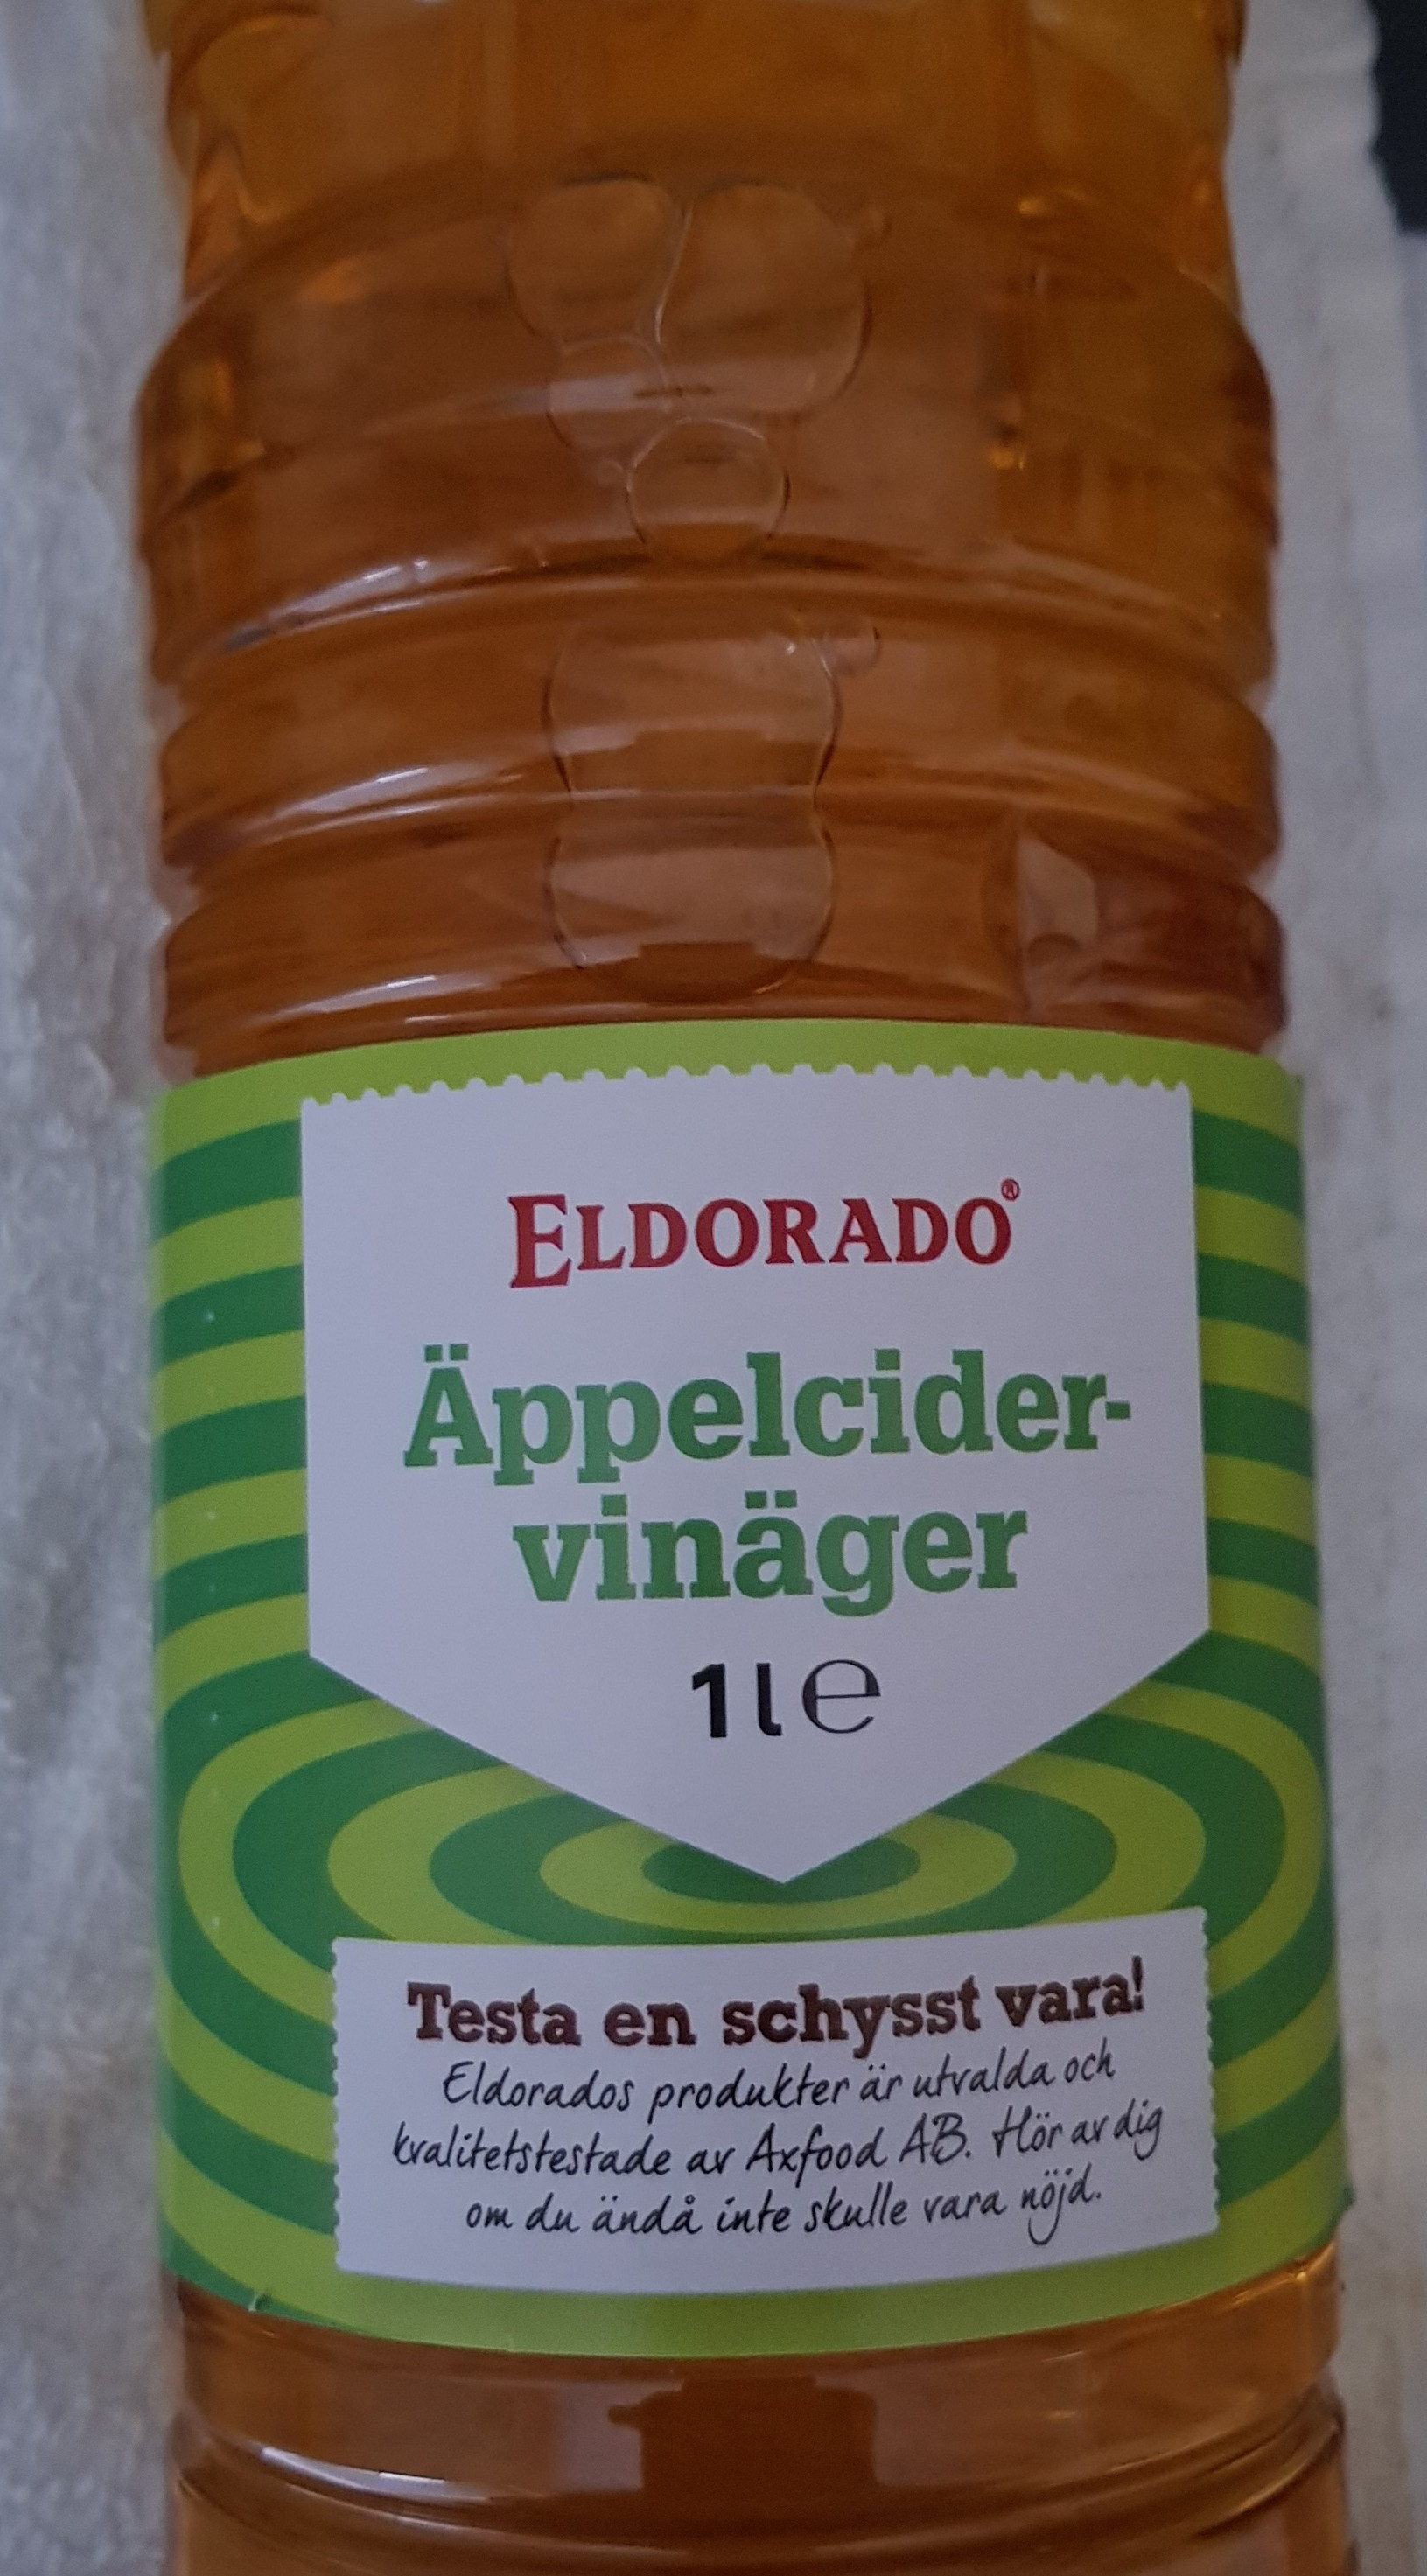 ELDORADO®
Äppelcider-
vinäger
1 l ℮
Testa en schysst vara!
Eldorados produkter är utvalda och
kvalitetstestade av Axfood AB. Hör av dig
om du ändå inte skulle vara nöjd.